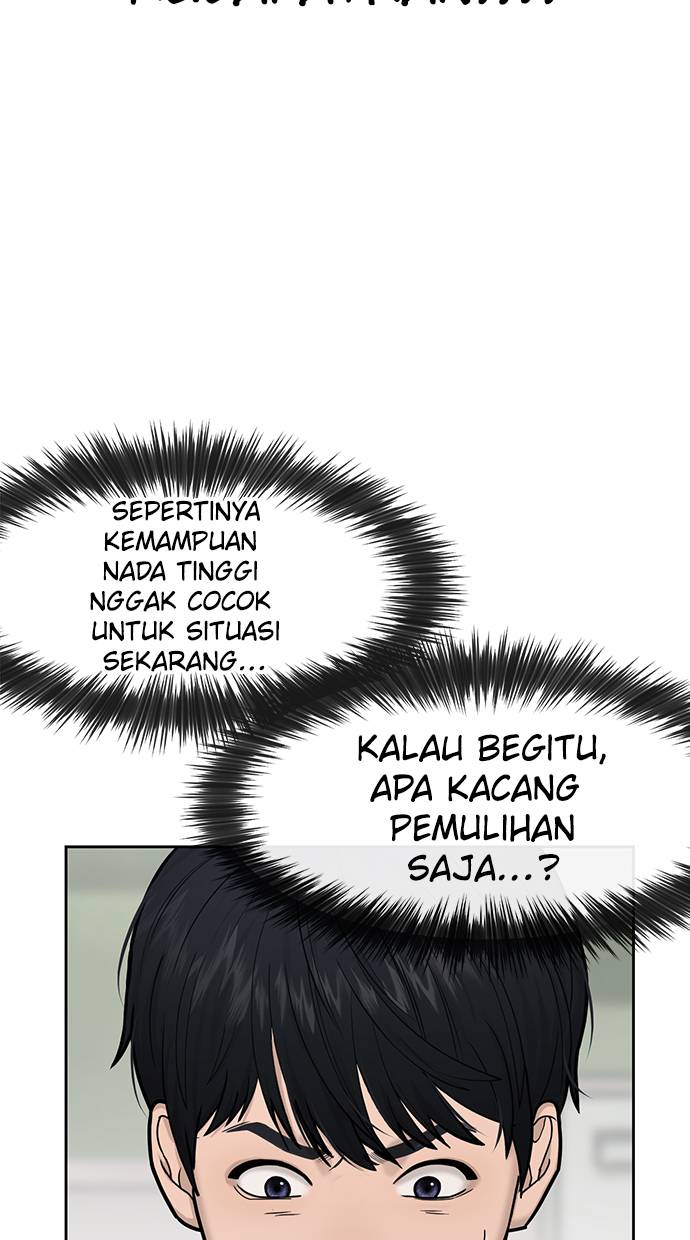 SEPERTINYA
KEMAMPUAN
NADA TINGGI
NGGAK COCOK
UNTUK SITUASI
SEKARANG...
KALAU BEGITU,
APA KACANG
PEMULIHAN
SAJA...?